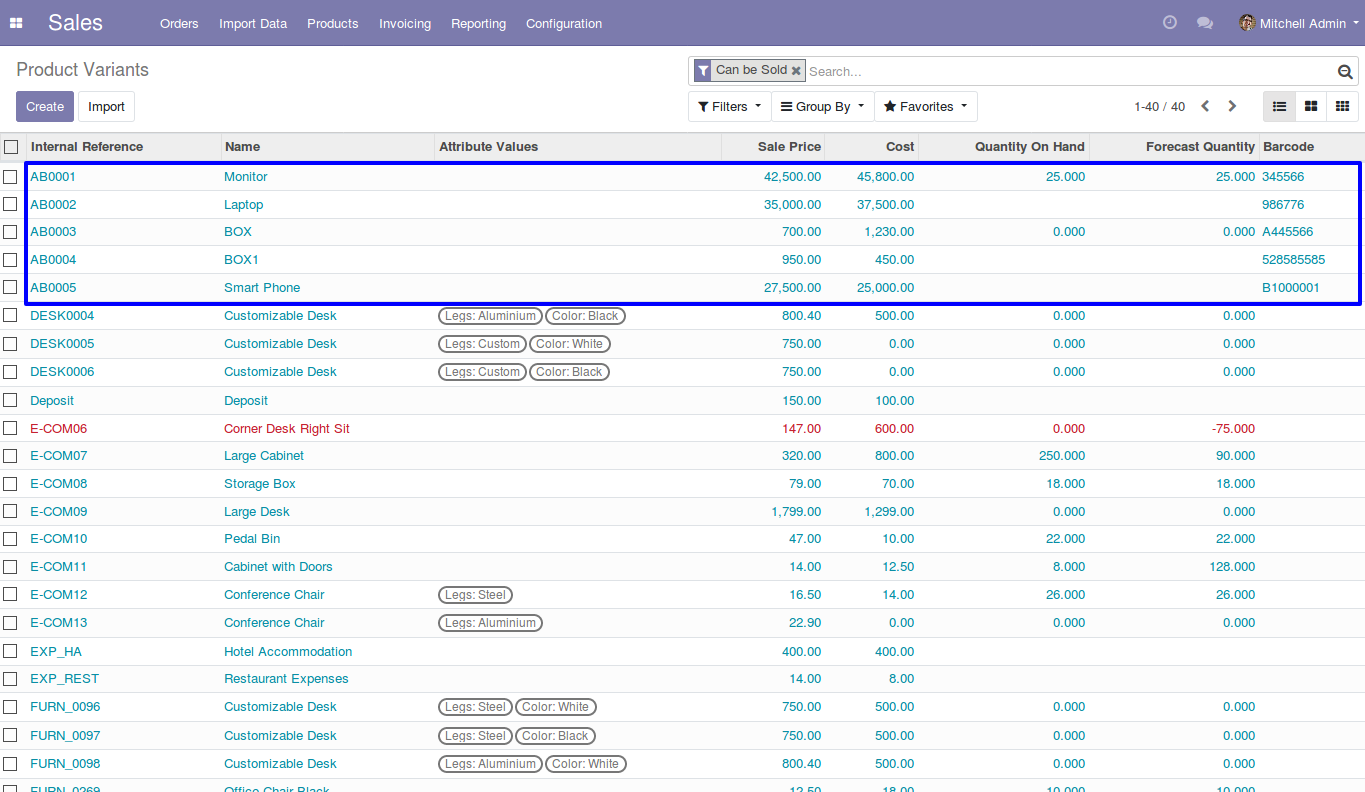 Sales Orders Import Data Products Invoicing Reporting Configuration Mitchell Admin
Product Variants Can be Sold Search...
Create Import Filters Group By Favorites 1-40 / 40
Internal Reference Name Attribute Values Sale Price Cost Quantity On Hand Forecast Quantity Barcode
AB0001 Monitor 42,500.00 45,800.00 25.000 25.000 345566
AB0002 Laptop 35,000.00 37,500.00 986776
AB0003 BOX 700.00 1,230.00 0.000 0.000 A445566
AB0004 BOX1 950.00 450.00 528585585
AB0005 Smart Phone 27,500.00 25,000.00 B1000001
DESK0004 Customizable Desk Legs: Aluminium Color: Black 800.40 500.00 0.000 0.000
DESK0005 Customizable Desk Legs: Custom Color: White 750.00 0.00 0.000 0.000
DESK0006 Customizable Desk Legs: Custom Color: Black 750.00 0.00 0.000 0.000
Deposit Deposit 150.00 100.00
E-COM06 Corner Desk Right Sit 147.00 600.00 0.000 -75.000
E-COM07 Large Cabinet 320.00 800.00 250.000 90.000
E-COM08 Storage Box 79.00 70.00 18.000 18.000
E-COM09 Large Desk 1,799.00 1,299.00 0.000 0.000
E-COM10 Pedal Bin 47.00 10.00 22.000 22.000
E-COM11 Cabinet with Doors 14.00 12.50 8.000 128.000
E-COM12 Conference Chair Legs: Steel 16.50 14.00 26.000 26.000
E-COM13 Conference Chair Legs: Aluminium 22.90 0.00 0.000 0.000
EXP_HA Hotel Accommodation 400.00 400.00
EXP_REST Restaurant Expenses 14.00 8.00
FURN_0096 Customizable Desk Legs: Steel Color: White 750.00 500.00 0.000 0.000
FURN_0097 Customizable Desk Legs: Steel Color: Black 750.00 500.00 0.000 0.000
FURN_0098 Customizable Desk Legs: Aluminium Color: White 800.40 500.00 0.000 0.000
FURN_0269 Office Chair Black 12.50 18.00 10.000 10.000